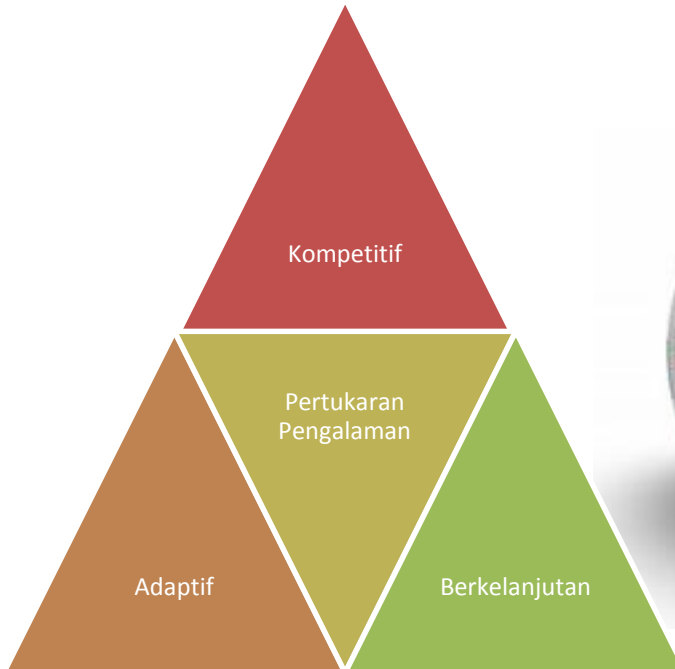 Kompetitif
Pertukaran
Pengalaman
Adaptif
Berkelanjutan